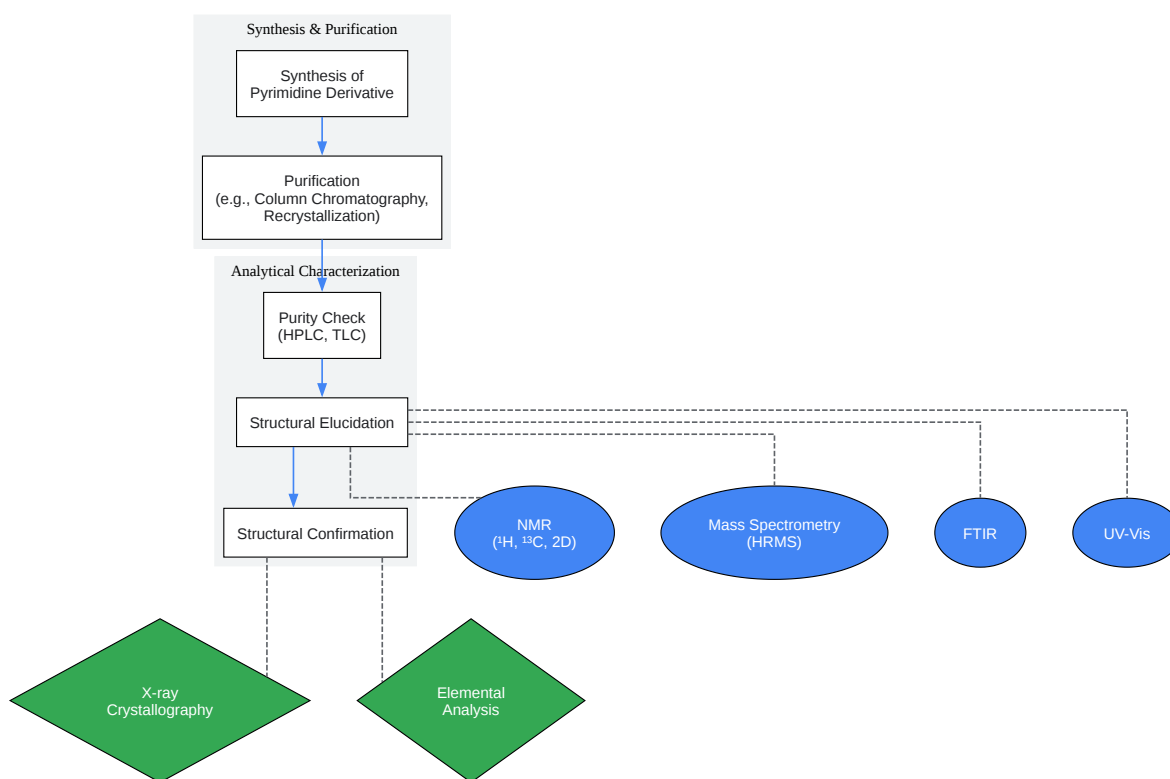 Synthesis & Purification
Synthesis of
Pyrimidine Derivative
Purification
(e.g., Column Chromatography,
Recrystallization)
Analytical Characterization
Purity Check
(HPLC, TLC)
Structural Elucidation
Structural Confirmation
NMR
(¹H, ¹³C, 2D)
Mass Spectrometry
(HRMS)
FTIR
UV-Vis
X-ray
Crystallography
Elemental
Analysis